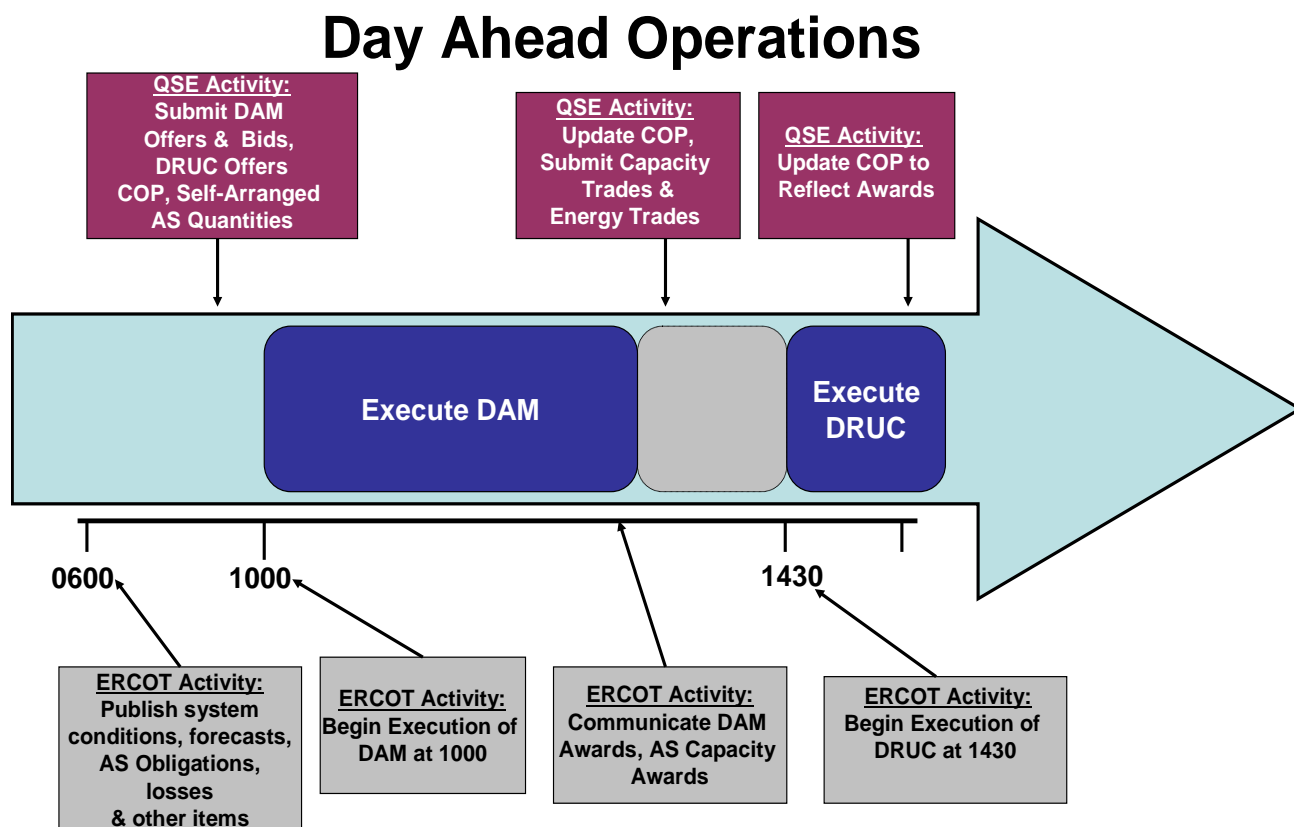 Day Ahead Operations
QSE Activity:
Submit DAM
Offers & Bids,
DRUC Offers
COP, Self-Arranged
AS Quantities
QSE Activity:
Update COP,
Submit Capacity
Trades &
Energy Trades
QSE Activity:
Update COP to
Reflect Awards
Execute DAM
Execute
DRUC
0600
1000
1430
ERCOT Activity:
Publish system
conditions, forecasts,
AS Obligations,
losses
& other items
ERCOT Activity:
Begin Execution of
DAM at 1000
ERCOT Activity:
Communicate DAM
Awards, AS Capacity
Awards
ERCOT Activity:
Begin Execution of
DRUC at 1430